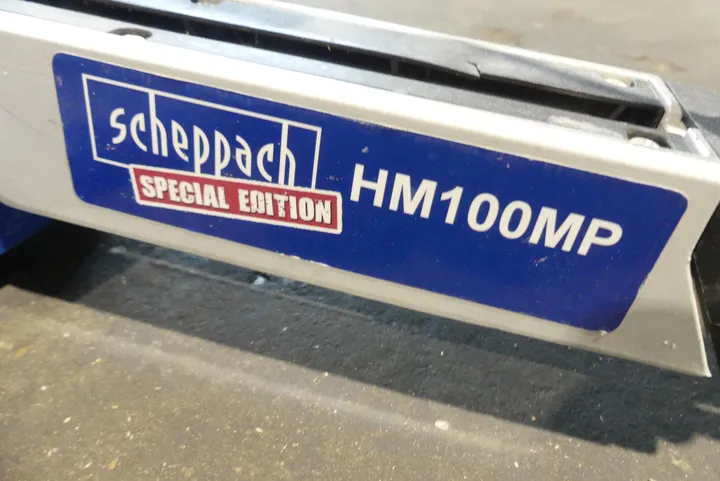 scheppach
SPECIAL EDITION
HM100MP